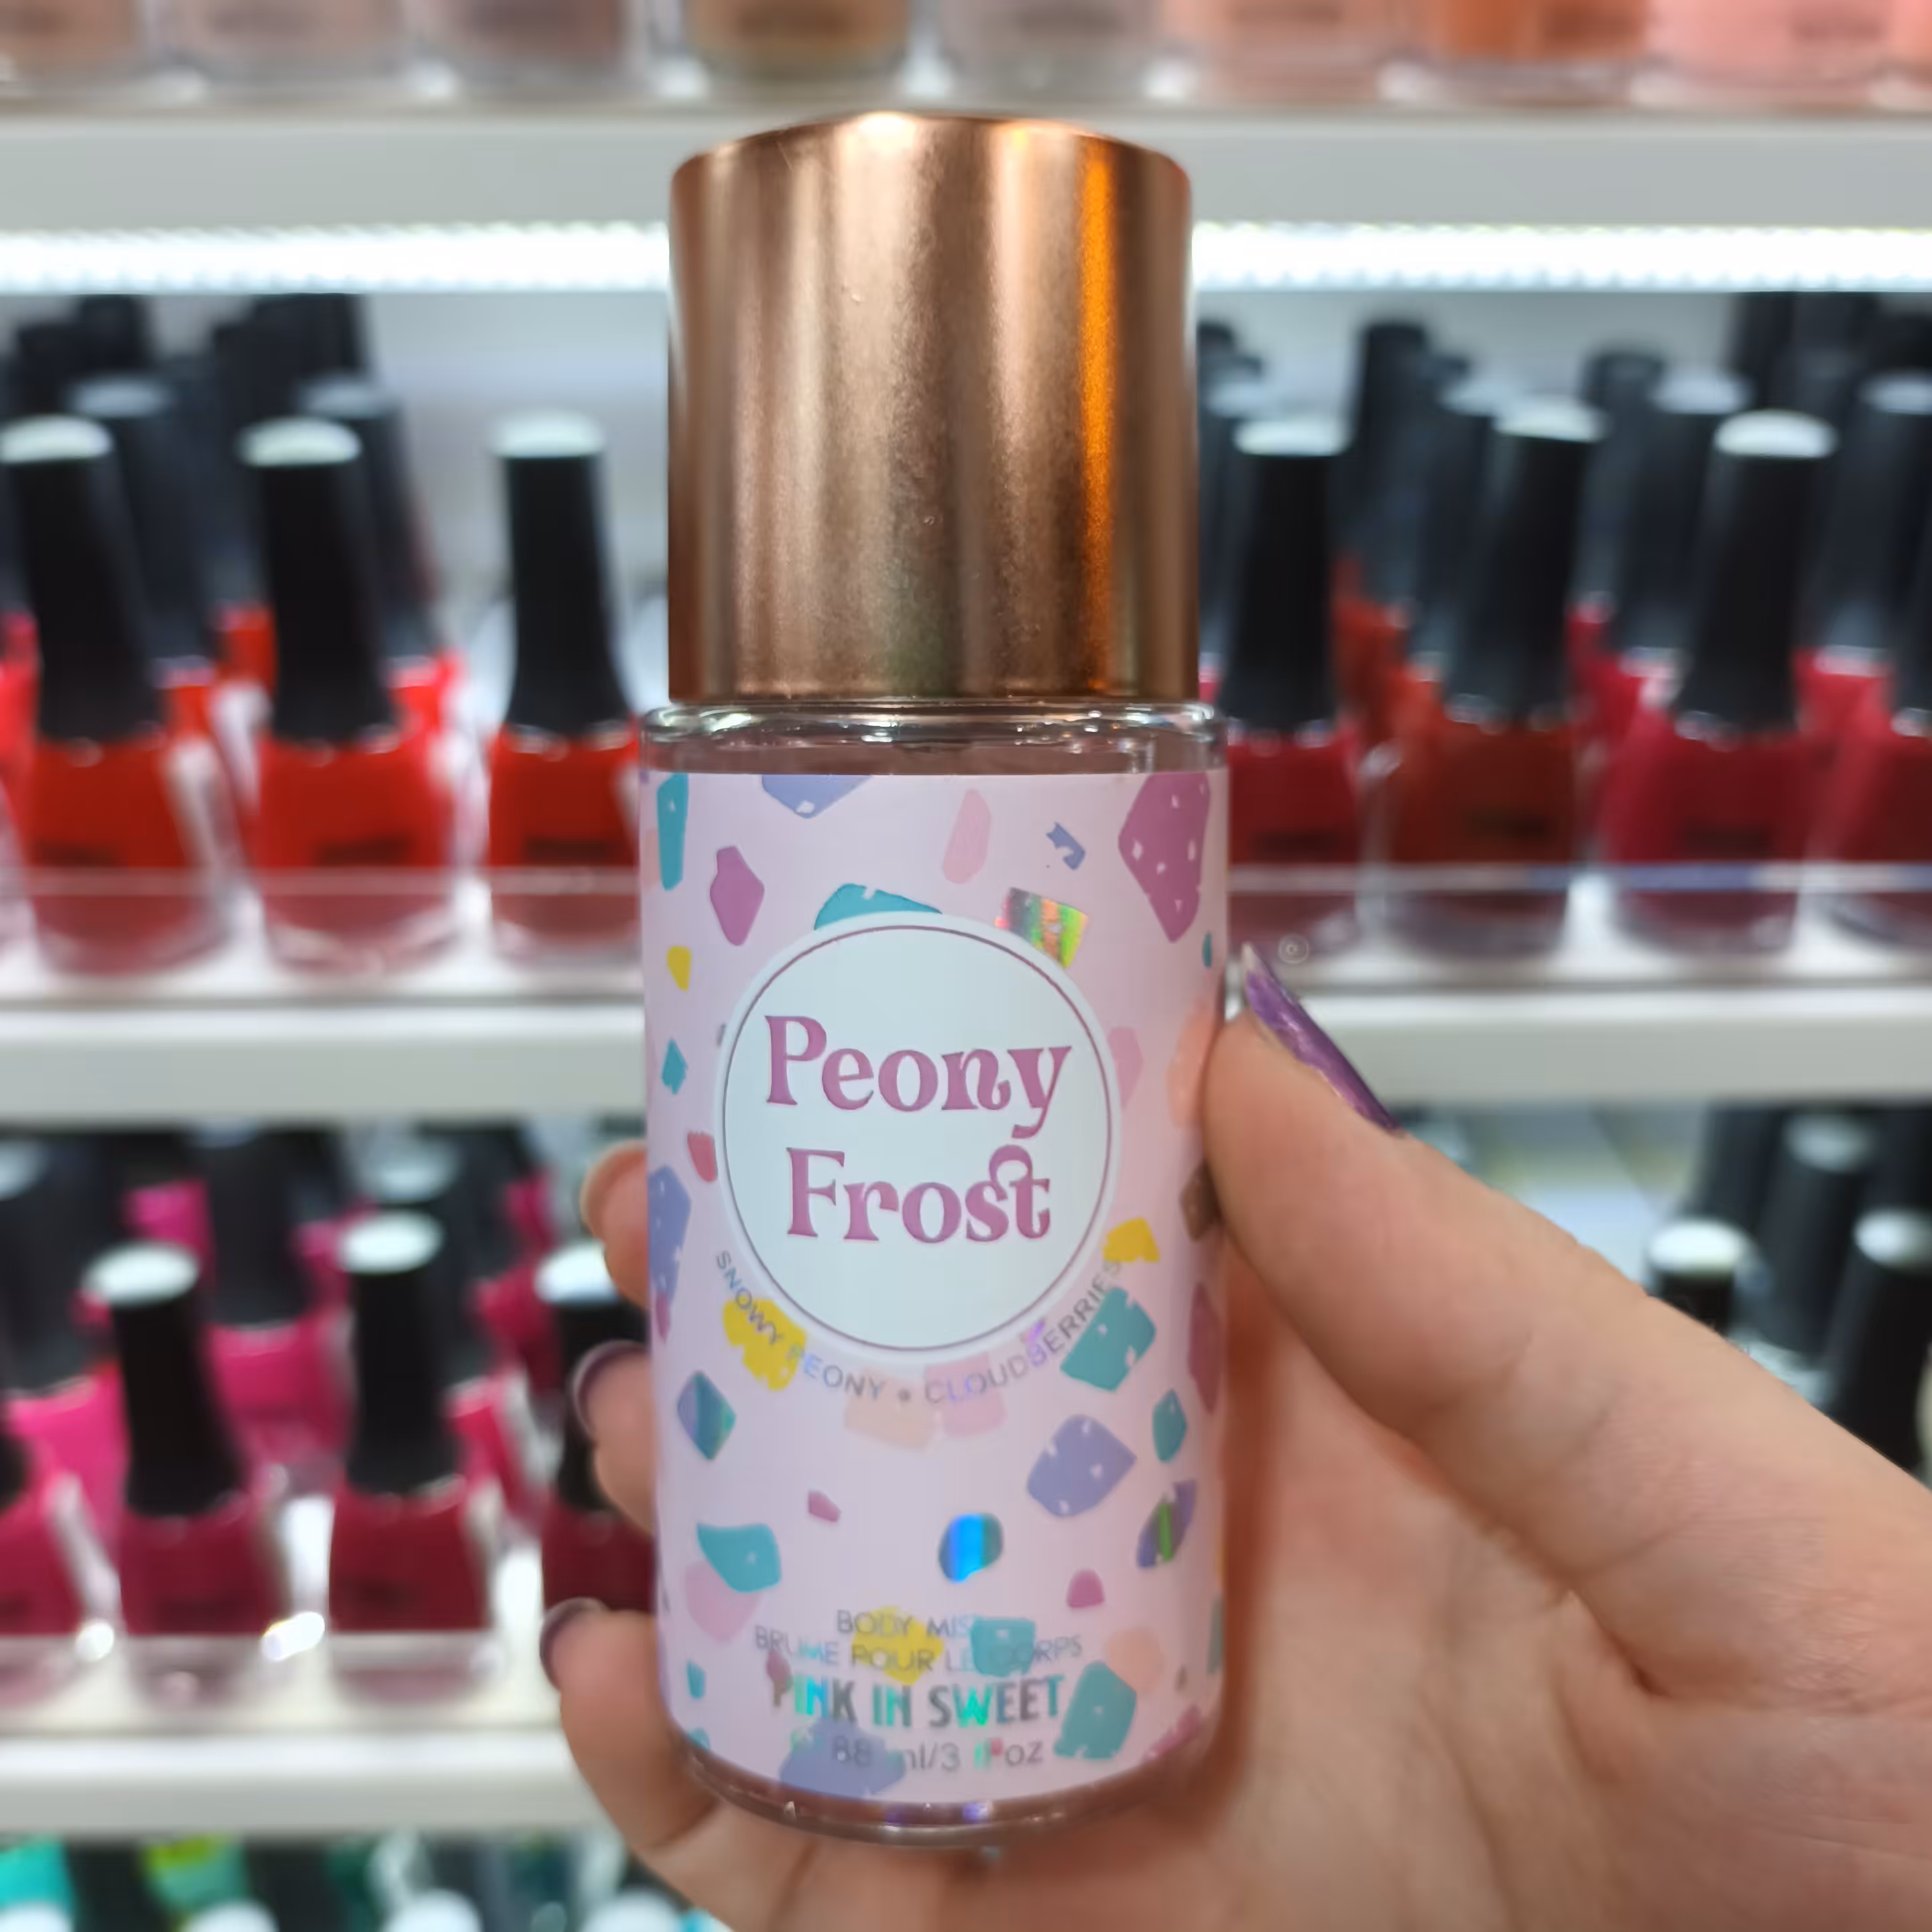 Peony
Frost
SNOWY PEONY • CLOUDBERRIES
BODY MIST
BRUME POUR LE CORPS
PINK IN SWEET
88 ml/3 fl oz